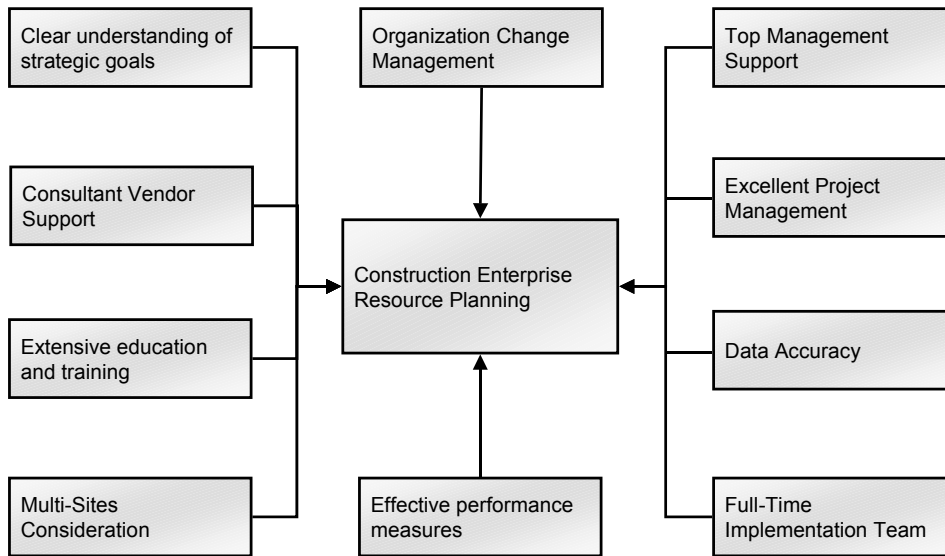 Clear understanding of
strategic goals
Organization Change
Management
Top Management
Support
Consultant Vendor
Support
Excellent Project
Management
Construction Enterprise
Resource Planning
Extensive education
and training
Data Accuracy
Multi-Sites
Consideration
Effective performance
measures
Full-Time
Implementation Team